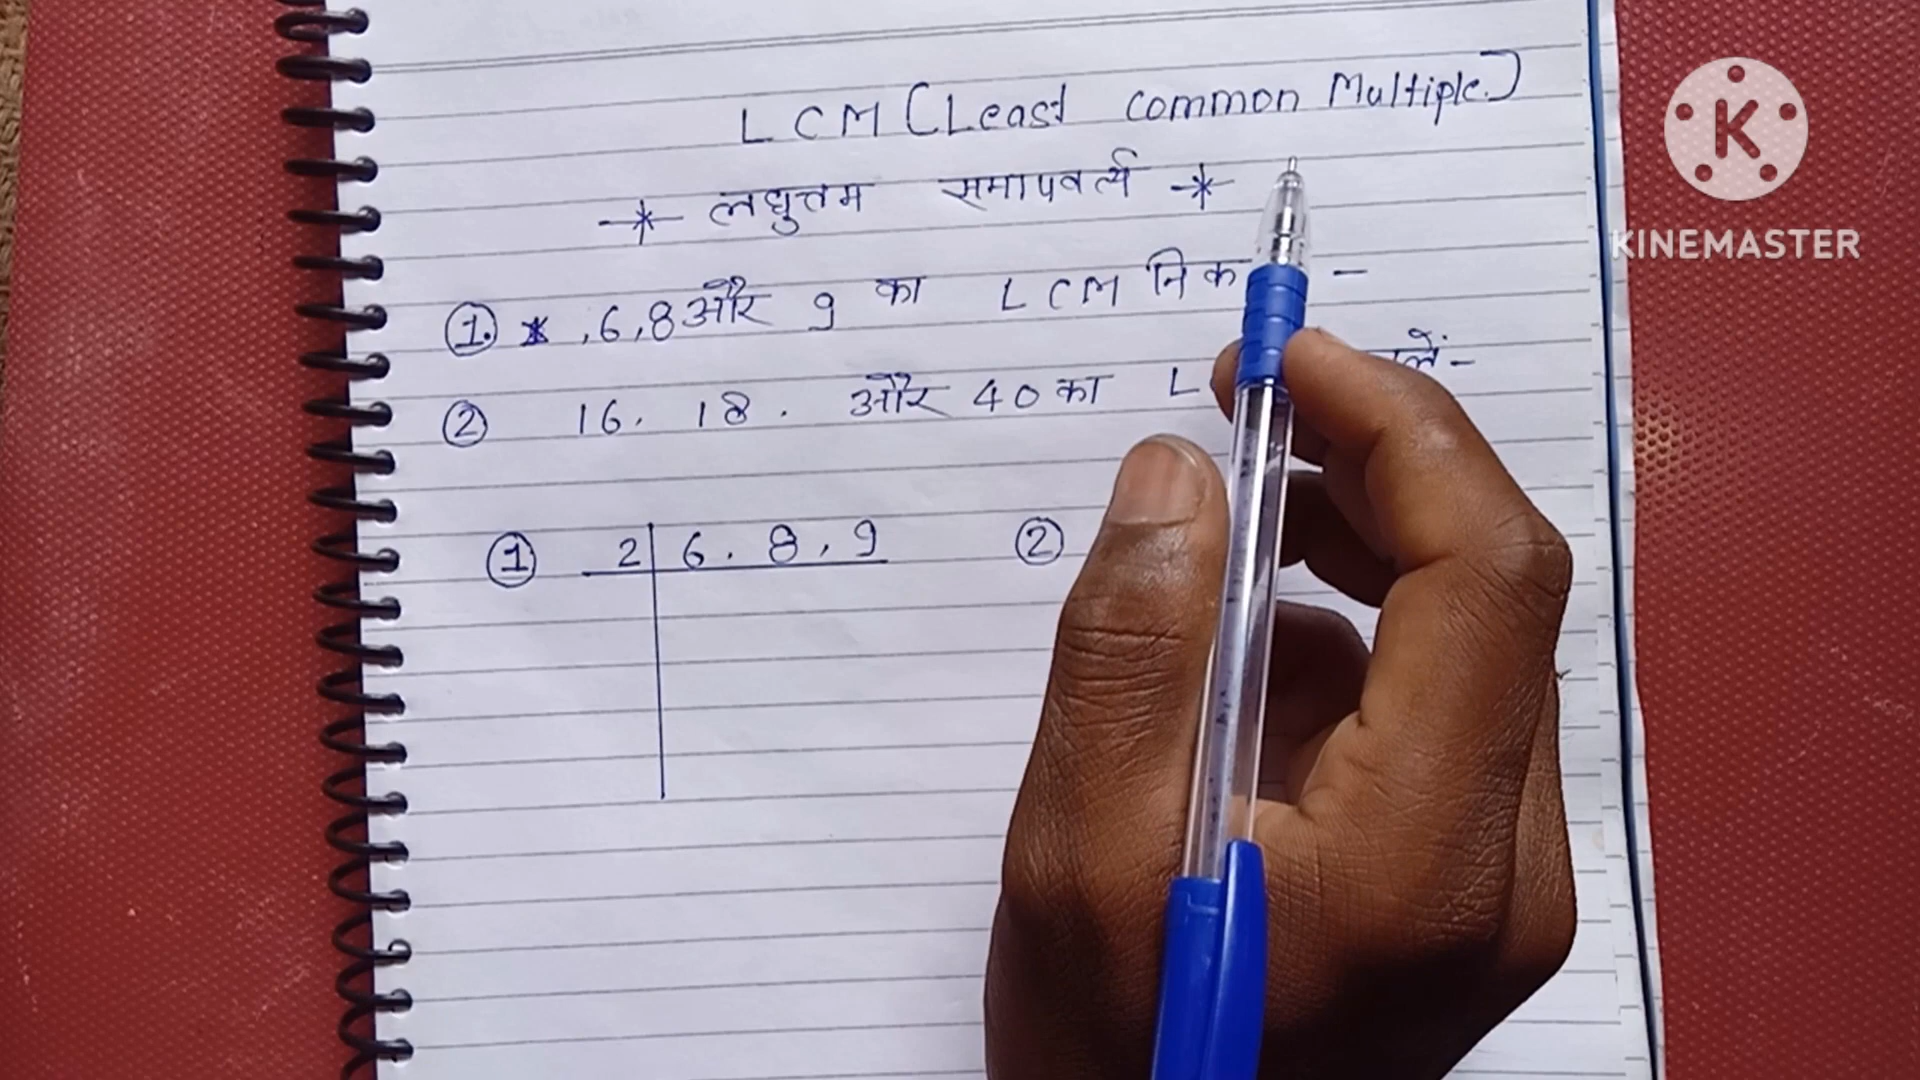 LCM (Least common Multiple.)
लघुत्तम समापवर्त्य
1. ,6,8 और 9 का LCM निक -
2 16. 18. और 40 का L लें-
1 2 6. 8, 9
2
K
KINEMASTER